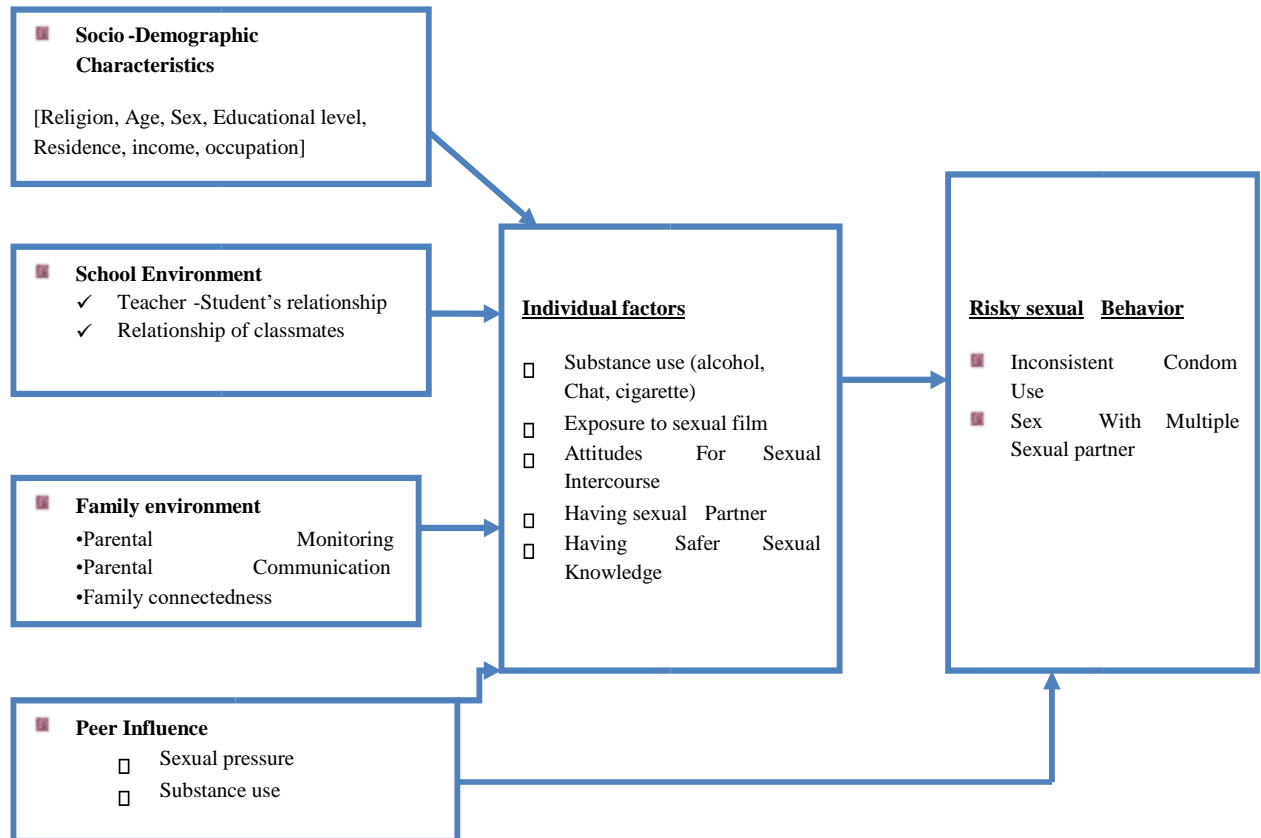 Socio-Demographic
Characteristics
[Religion, Age, Sex, Educational level,
Residence, income, occupation]
School Environment
✓ Teacher -Student’s relationship
✓ Relationship of classmates
Family environment
•Parental Monitoring
•Parental Communication
•Family connectedness
Peer Influence
Sexual pressure
Substance use
Individual factors
Substance use (alcohol,
Chat, cigarette)
Exposure to sexual film
Attitudes For Sexual
Intercourse
Having sexual Partner
Having Safer Sexual
Knowledge
Risky sexual Behavior
Inconsistent Condom
Use
Sex With Multiple
Sexual partner